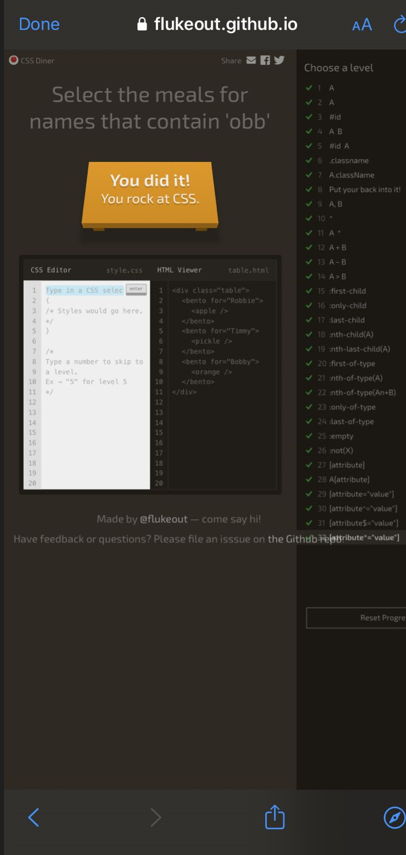 Done
flukeout.github.io
AA
CSS Diner
Share
Select the meals for
names that contain 'obb'
You did it!
You rock at CSS.
CSS Editor
style.css
HTML Viewer
table.html
1 Type in a CSS selec enter
2 {
3 /* Styles would go here.
4 */
5 }
6
7 /*
8 Type a number to skip to
9 a level.
10 Ex → "5" for level 5
11 */
12
13
14
15
16
17
18
19
20
1 <div class="table">
2 <bento for="Robbie">
3 <apple />
4 </bento>
5 <bento for="Timmy">
6 <pickle />
7 </bento>
8 <bento for="Bobby">
9 <orange />
10 </bento>
11 </div>
12
13
14
15
16
17
18
19
20
Made by @flukeout — come say hi!
Have feedback or questions? Please file an isssue on the Github repo.
Choose a level
1 A
2 A
3 #id
4 A B
5 #id A
6 .classname
7 A.className
8 Put your back into it!
9 A, B
10 *
11 A *
12 A + B
13 A ~ B
14 A > B
15 :first-child
16 :only-child
17 :last-child
18 :nth-child(A)
19 :nth-last-child(A)
20 :first-of-type
21 :nth-of-type(A)
22 :nth-of-type(An+B)
23 :only-of-type
24 :last-of-type
25 :empty
26 :not(X)
27 [attribute]
28 A[attribute]
29 [attribute="value"]
30 [attribute^="value"]
31 [attribute$="value"]
32 [attribute*="value"]
Reset Progre